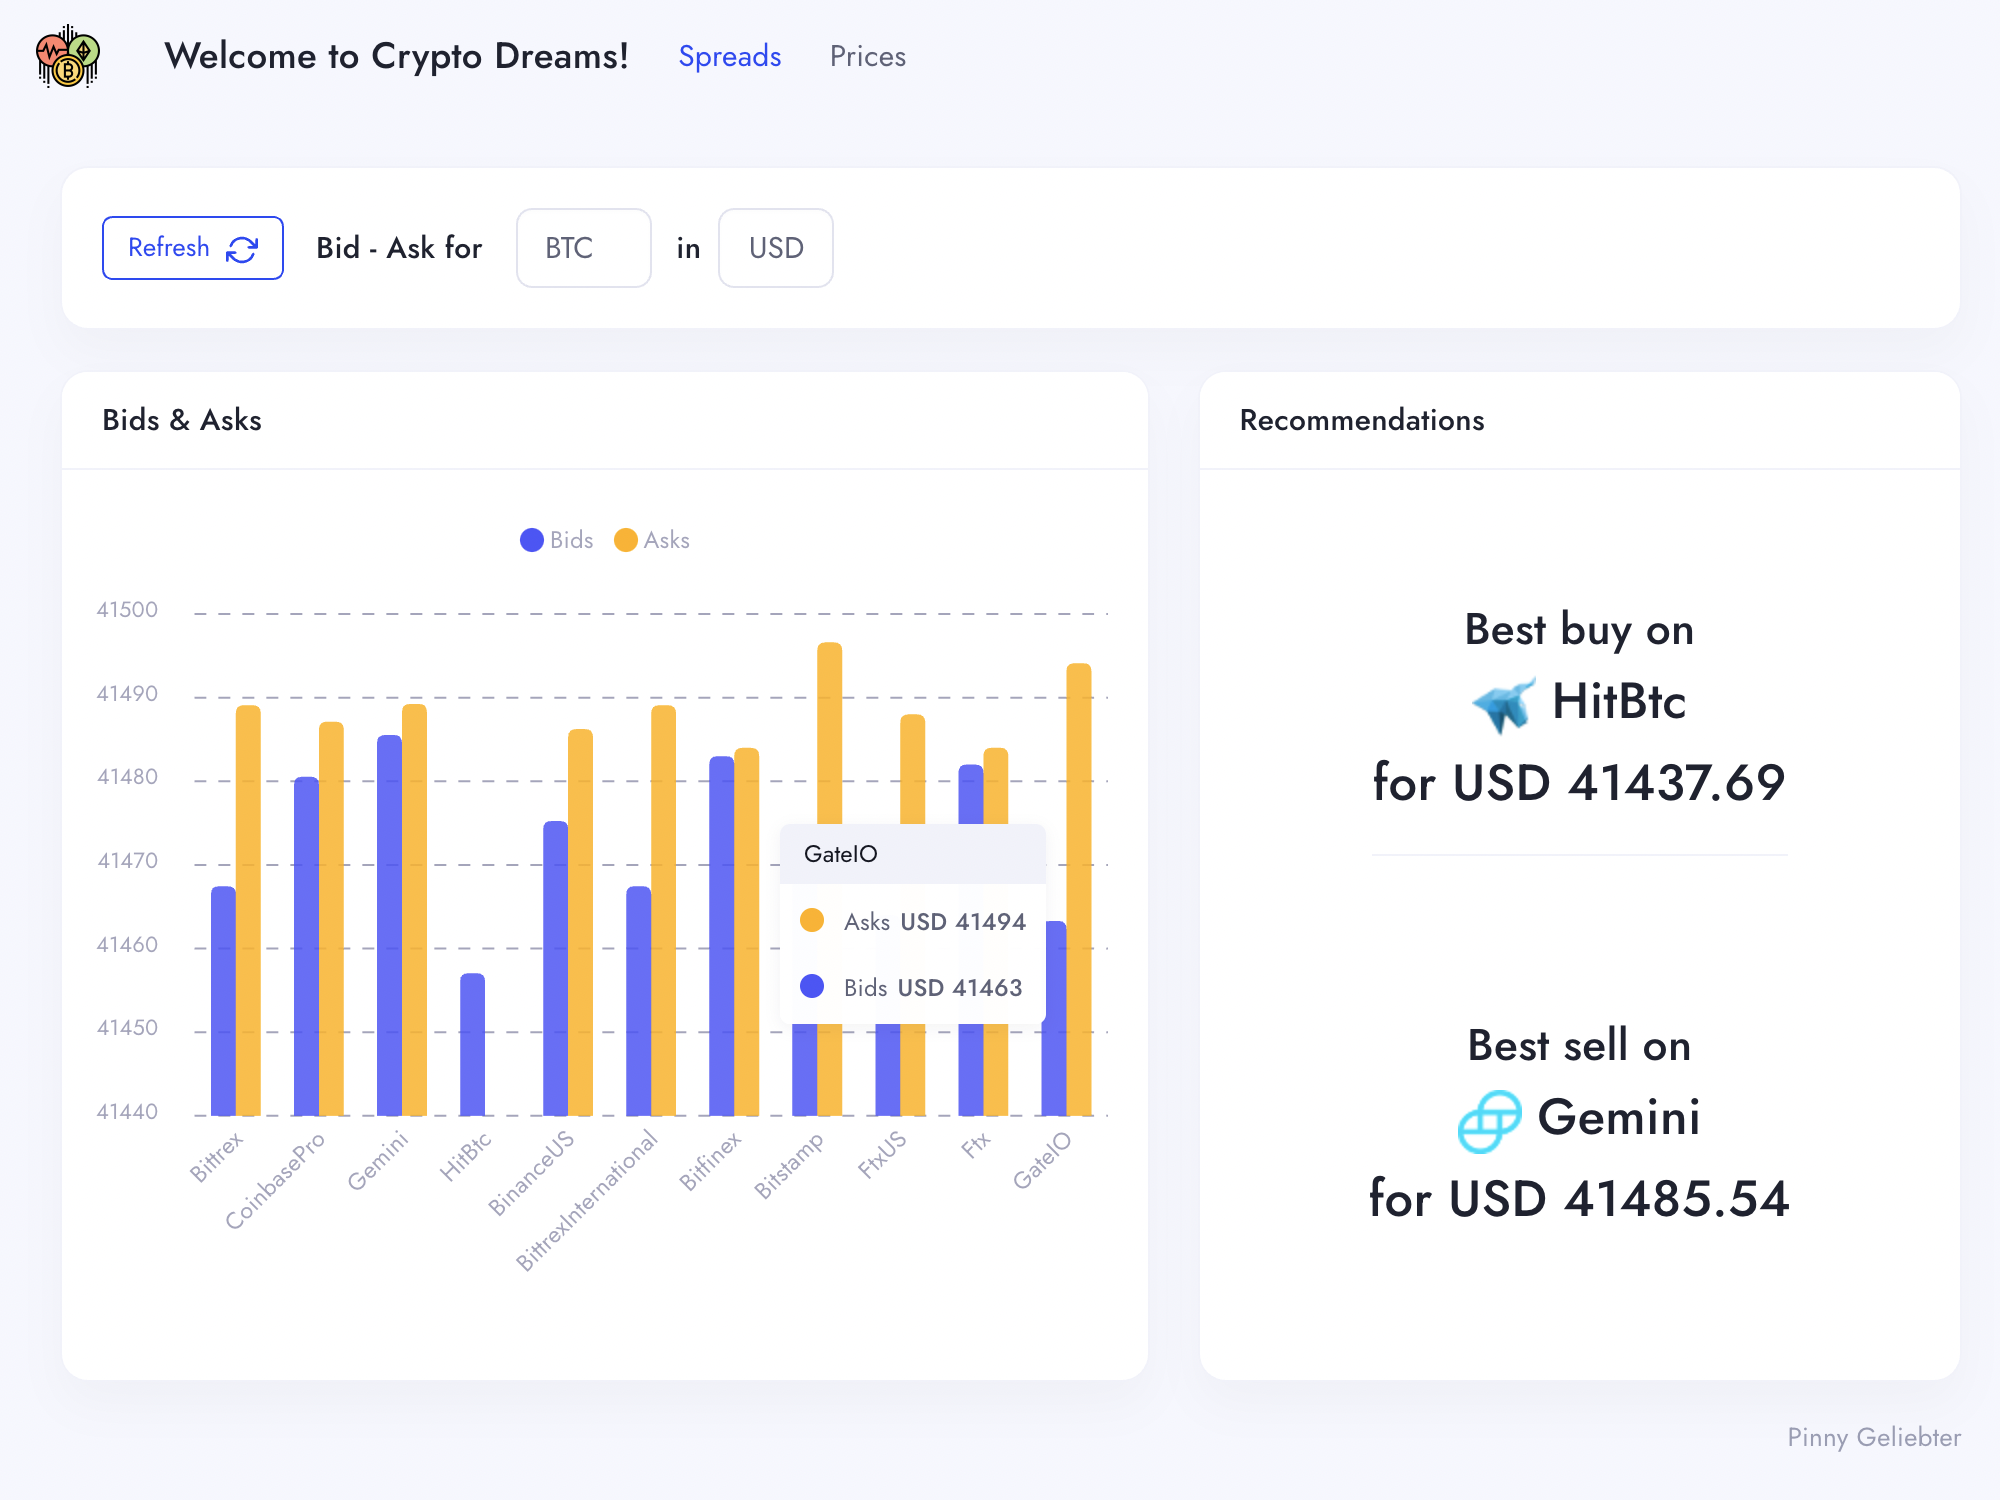 Welcome to Crypto Dreams! Spreads Prices
Refresh Bid - Ask for BTC in USD
Bids & Asks
Bids Asks
41500
41490
41480
41470
41460
41450
41440
GateIO
Asks USD 41494
Bids USD 41463
Bittrex
CoinbasePro
Gemini
HitBtc
BinanceUS
BittrexInternational
Bitfinex
Bitstamp
FtxUS
Ftx
GateIO
Recommendations
Best buy on
HitBtc
for USD 41437.69
Best sell on
Gemini
for USD 41485.54
Pinny Geliebter